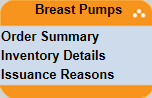 Breast Pumps
Order Summary
Inventory Details
Issuance Reasons